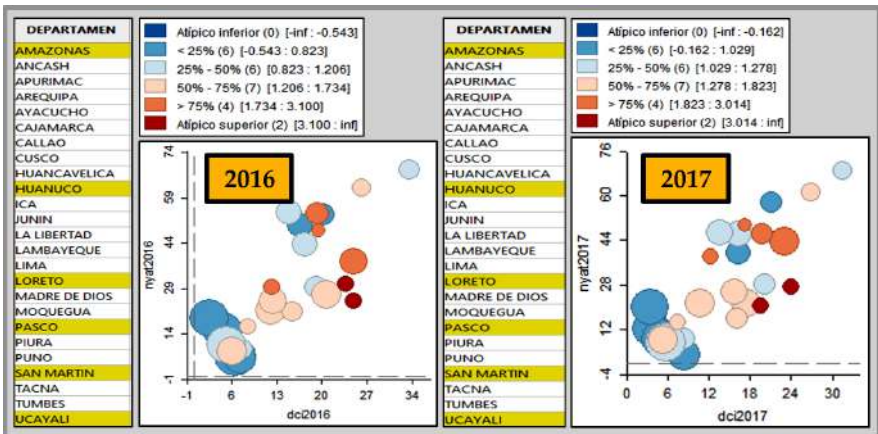 DEPARTAMEN
AMAZONAS
ANCASH
APURIMAC
AREQUIPA
AYACUCHO
CAJAMARCA
CALLAO
CUSCO
HUANCAVELICA
HUANUCO
ICA
JUNIN
LA LIBERTAD
LAMBAYEQUE
LIMA
LORETO
MADRE DE DIOS
MOQUEGUA
PASCO
PIURA
PUNO
SAN MARTIN
TACNA
TUMBES
UCAYALI
Atípico inferior (0) [-inf : -0.543]
< 25% (6) [-0.543 : 0.823]
25% - 50% (6) [0.823 : 1.206]
50% - 75% (7) [1.206 : 1.734]
> 75% (4) [1.734 : 3.100]
Atípico superior (2) [3.100 : inf]
2016
nyat2016
74
59
44
29
14
-1
-1 6 13 20 27 34
dci2016
DEPARTAMEN
AMAZONAS
ANCASH
APURIMAC
AREQUIPA
AYACUCHO
CAJAMARCA
CALLAO
CUSCO
HUANCAVELICA
HUANUCO
ICA
JUNIN
LA LIBERTAD
LAMBAYEQUE
LIMA
LORETO
MADRE DE DIOS
MOQUEGUA
PASCO
PIURA
PUNO
SAN MARTIN
TACNA
TUMBES
UCAYALI
Atípico inferior (0) [-inf : -0.162]
< 25% (6) [-0.162 : 1.029]
25% - 50% (6) [1.029 : 1.278]
50% - 75% (7) [1.278 : 1.823]
> 75% (4) [1.823 : 3.014]
Atípico superior (2) [3.014 : inf]
2017
nyat2017
76
60
44
28
12
-4
0 6 12 18 24 30
dci2017